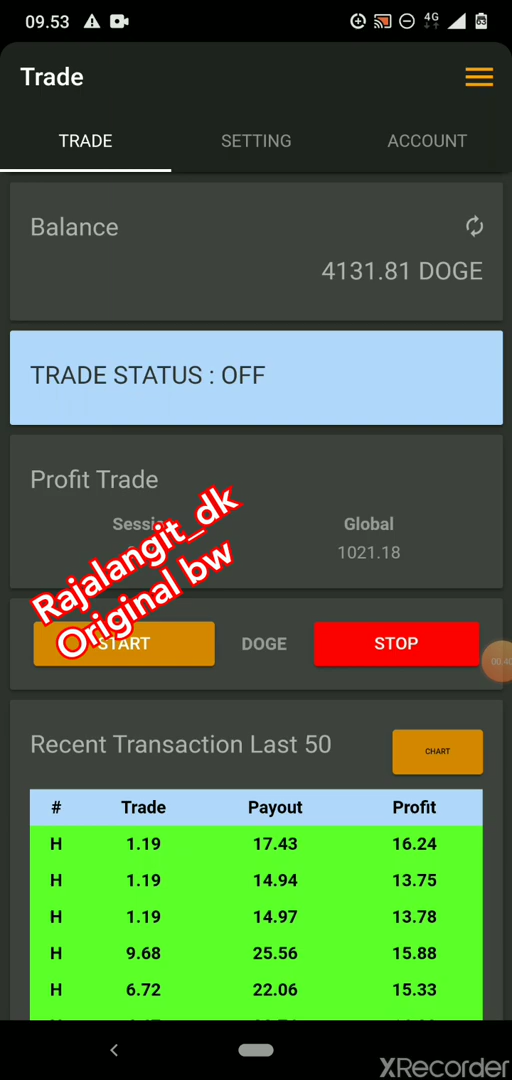 09.53
4G
63
Trade
TRADE SETTING ACCOUNT
Balance
4131.81 DOGE
TRADE STATUS : OFF
Profit Trade
Global
1021.18
Rajalangit_dk
Original bw
START DOGE STOP
00:40
Recent Transaction Last 50
CHART
# Trade Payout Profit
H 1.19 17.43 16.24
H 1.19 14.94 13.75
H 1.19 14.97 13.78
H 9.68 25.56 15.88
H 6.72 22.06 15.33
XRecorder